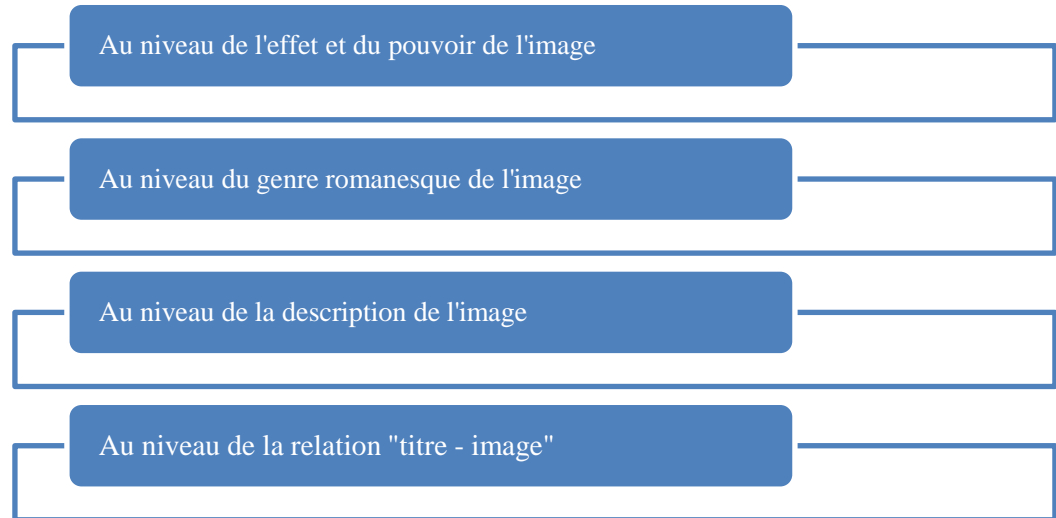 Au niveau de l'effet et du pouvoir de l'image
Au niveau du genre romanesque de l'image
Au niveau de la description de l'image
Au niveau de la relation "titre - image"